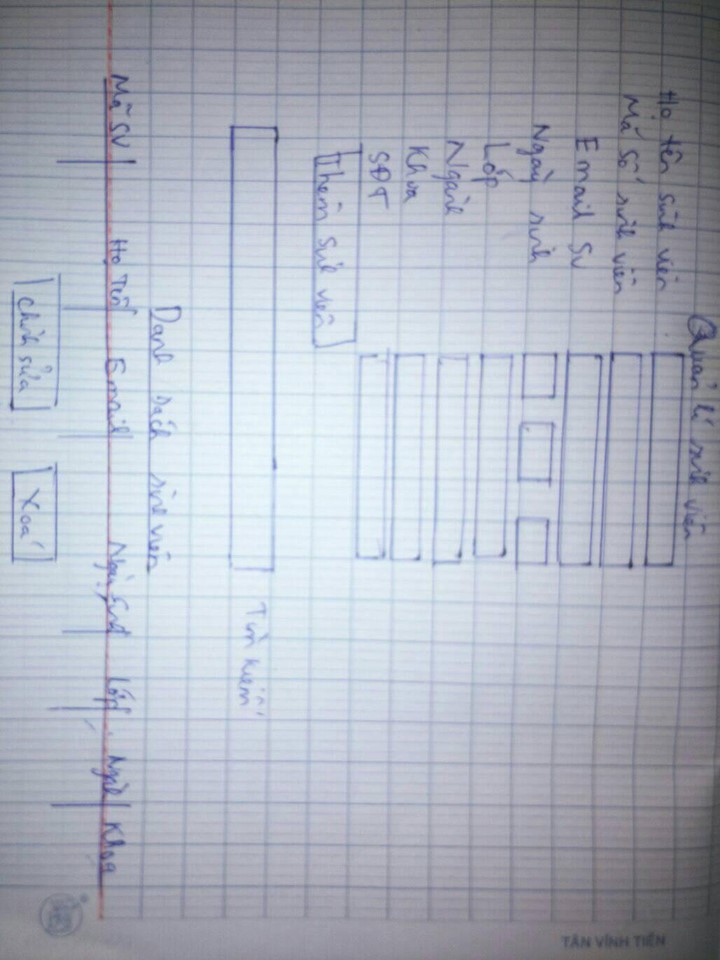 Quản lí sinh viên
Họ tên sinh viên
Mã số sinh viên
Email SV
Ngày sinh
Lớp
Ngành
Khoa
SĐT
Thêm sinh viên
Tìm kiếm
Danh sách sinh viên
Mã SV Họ Tên Email Ngày sinh Lớp Ngành Khoa
Chỉnh sửa Xoá
TÂN VĨNH TIẾN